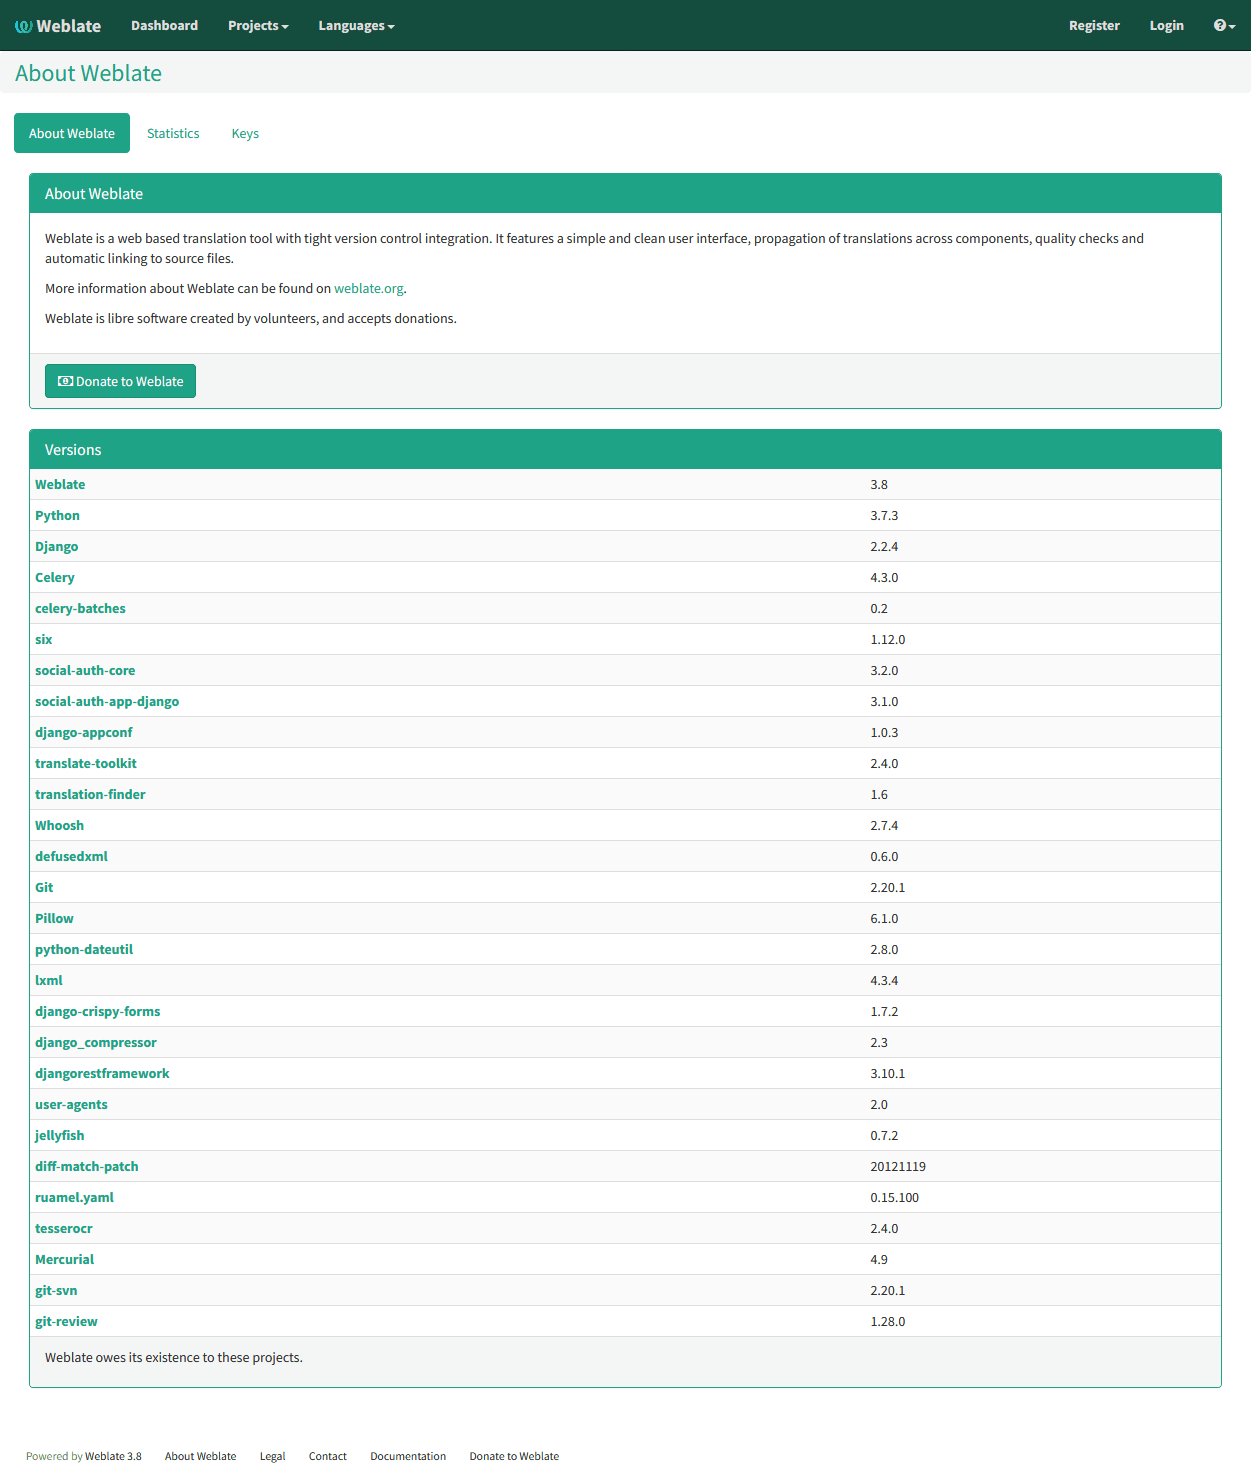 Weblate Dashboard Projects Languages Register Login
About Weblate
About Weblate Statistics Keys
About Weblate
Weblate is a web based translation tool with tight version control integration. It features a simple and clean user interface, propagation of translations across components, quality checks and
automatic linking to source files.
More information about Weblate can be found on weblate.org.
Weblate is libre software created by volunteers, and accepts donations.
Donate to Weblate
Versions
Weblate 3.8
Python 3.7.3
Django 2.2.4
Celery 4.3.0
celery-batches 0.2
six 1.12.0
social-auth-core 3.2.0
social-auth-app-django 3.1.0
django-appconf 1.0.3
translate-toolkit 2.4.0
translation-finder 1.6
Whoosh 2.7.4
defusedxml 0.6.0
Git 2.20.1
Pillow 6.1.0
python-dateutil 2.8.0
lxml 4.3.4
django-crispy-forms 1.7.2
django_compressor 2.3
djangorestframework 3.10.1
user-agents 2.0
jellyfish 0.7.2
diff-match-patch 20121119
ruamel.yaml 0.15.100
tesserocr 2.4.0
Mercurial 4.9
git-svn 2.20.1
git-review 1.28.0
Weblate owes its existence to these projects.
Powered by Weblate 3.8 About Weblate Legal Contact Documentation Donate to Weblate